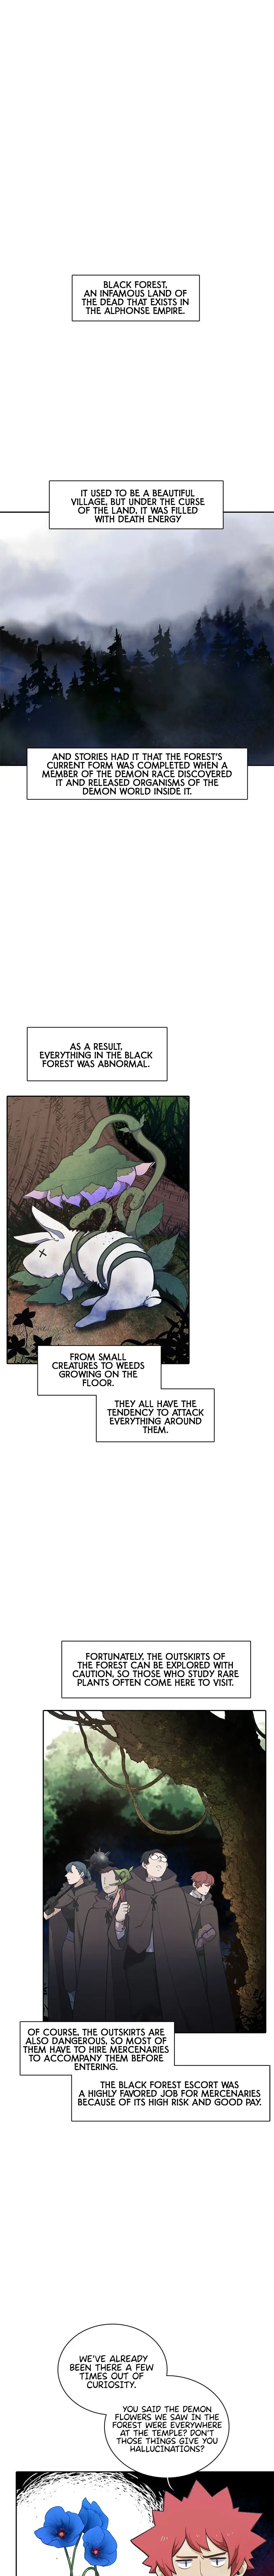 BLACK FOREST,
AN INFAMOUS LAND OF
THE DEAD THAT EXISTS IN
THE ALPHONSE EMPIRE.
IT USED TO BE A BEAUTIFUL
VILLAGE, BUT UNDER THE CURSE
OF THE LAND, IT WAS FILLED
WITH DEATH ENERGY
AND STORIES HAD IT THAT THE FOREST'S
CURRENT FORM WAS COMPLETED WHEN A
MEMBER OF THE DEMON RACE DISCOVERED
IT AND RELEASED ORGANISMS OF THE
DEMON WORLD INSIDE IT.
AS A RESULT,
EVERYTHING IN THE BLACK
FOREST WAS ABNORMAL.
FROM SMALL
CREATURES TO WEEDS
GROWING ON THE
FLOOR.
THEY ALL HAVE THE
TENDENCY TO ATTACK
EVERYTHING AROUND
THEM.
FORTUNATELY, THE OUTSKIRTS OF
THE FOREST CAN BE EXPLORED WITH
CAUTION, SO THOSE WHO STUDY RARE
PLANTS OFTEN COME HERE TO VISIT.
OF COURSE, THE OUTSKIRTS ARE
ALSO DANGEROUS, SO MOST OF
THEM HAVE TO HIRE MERCENARIES
TO ACCOMPANY THEM BEFORE
ENTERING.
THE BLACK FOREST ESCORT WAS
A HIGHLY FAVORED JOB FOR MERCENARIES
BECAUSE OF ITS HIGH RISK AND GOOD PAY.
WE'VE ALREADY
BEEN THERE A FEW
TIMES OUT OF
CURIOSITY.
YOU SAID THE DEMON
FLOWERS WE SAW IN THE
FOREST WERE EVERYWHERE
AT THE TEMPLE? DON'T
THOSE THINGS GIVE YOU
HALLUCINATIONS?